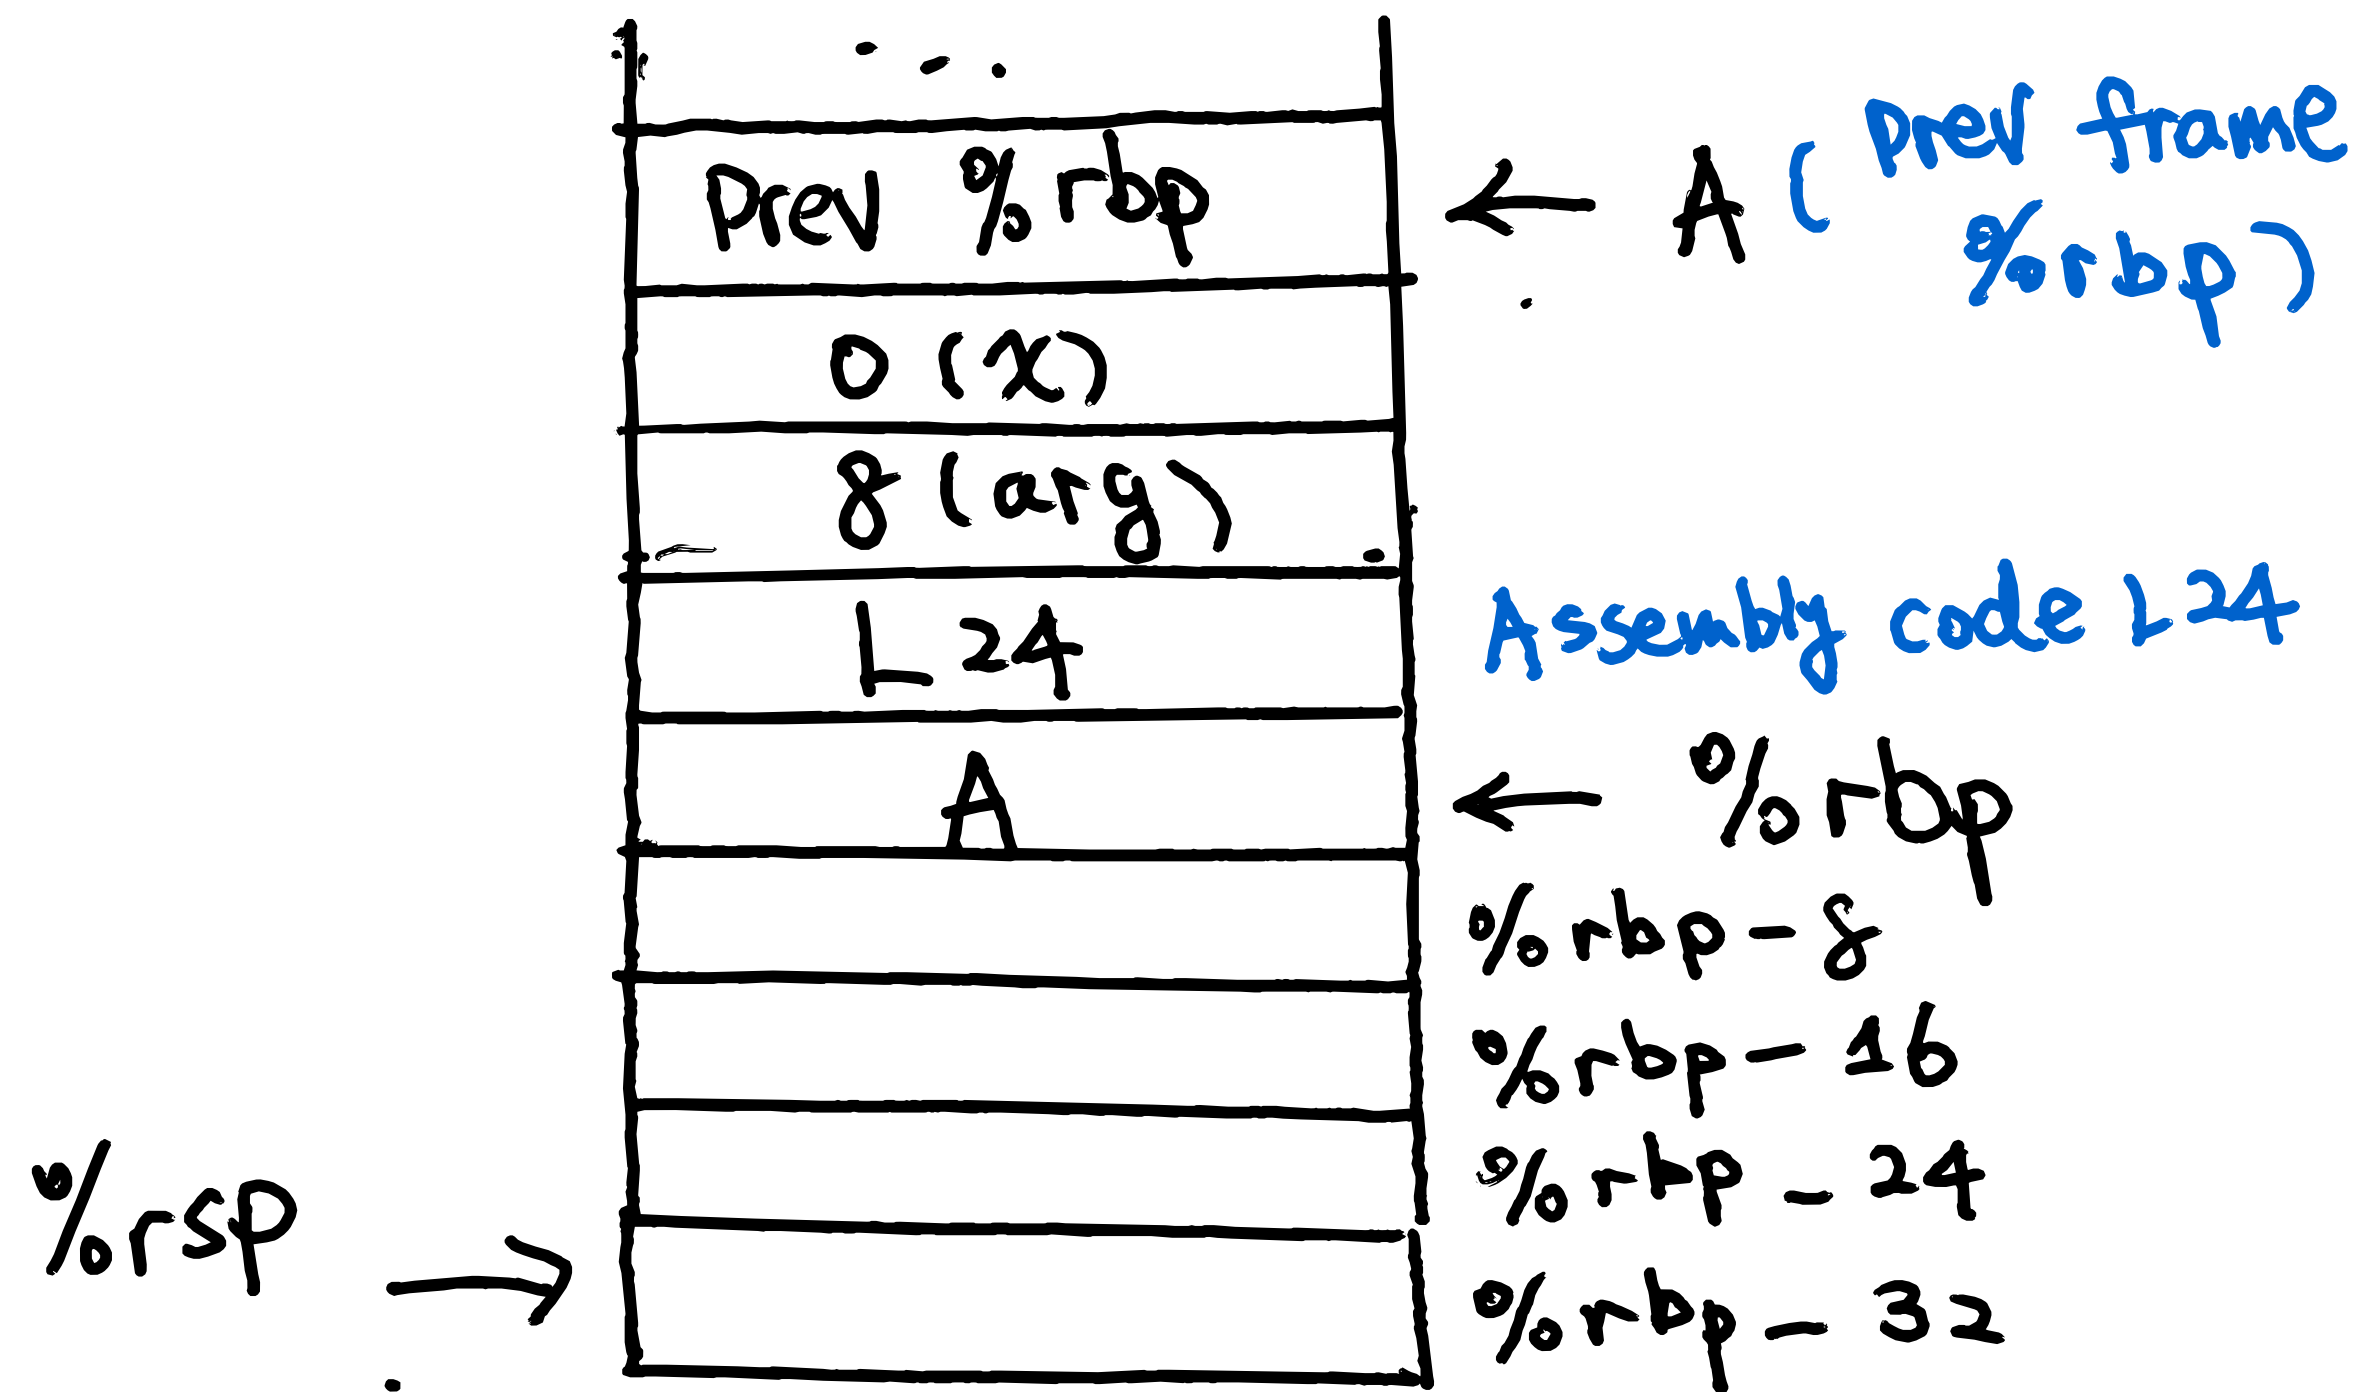 ...
Prev %rbp
← A (prev frame
%rbp)
0 (x)
8 (arg)
L24
Assembly code L24
A
← %rbp
%rbp - 8
%rbp - 16
%rbp - 24
%rsp →
%rbp - 32